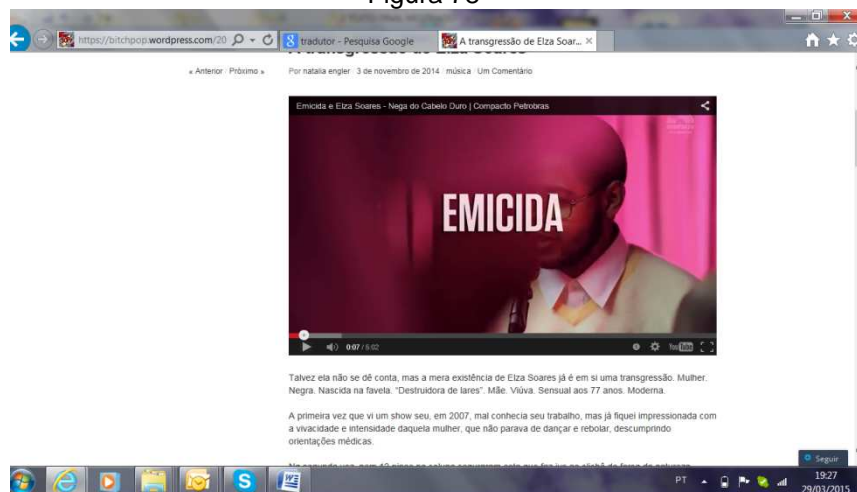 https://bitchpop.wordpress.com/20
tradutor - Pesquisa Google
A transgressão de Elza Soar...
« Anterior Próximo »
Por natalia engler 3 de novembro de 2014 música Um Comentário
Emicida e Elza Soares - Nega do Cabelo Duro | Compacto Petrobras
EMICIDA
0:07 / 5:02
YouTube
Talvez ela não se dê conta, mas a mera existência de Elza Soares já é em si uma transgressão. Mulher.
Negra. Nascida na favela. “Destruidora de lares”. Mãe. Viúva. Sensual aos 77 anos. Moderna.
A primeira vez que vi um show seu, em 2007, mal conhecia seu trabalho, mas já fiquei impressionada com
a vivacidade e intensidade daquela mulher, que não parava de dançar e rebolar, descumprindo
orientações médicas.
Seguir
PT
19:27
29/03/2015